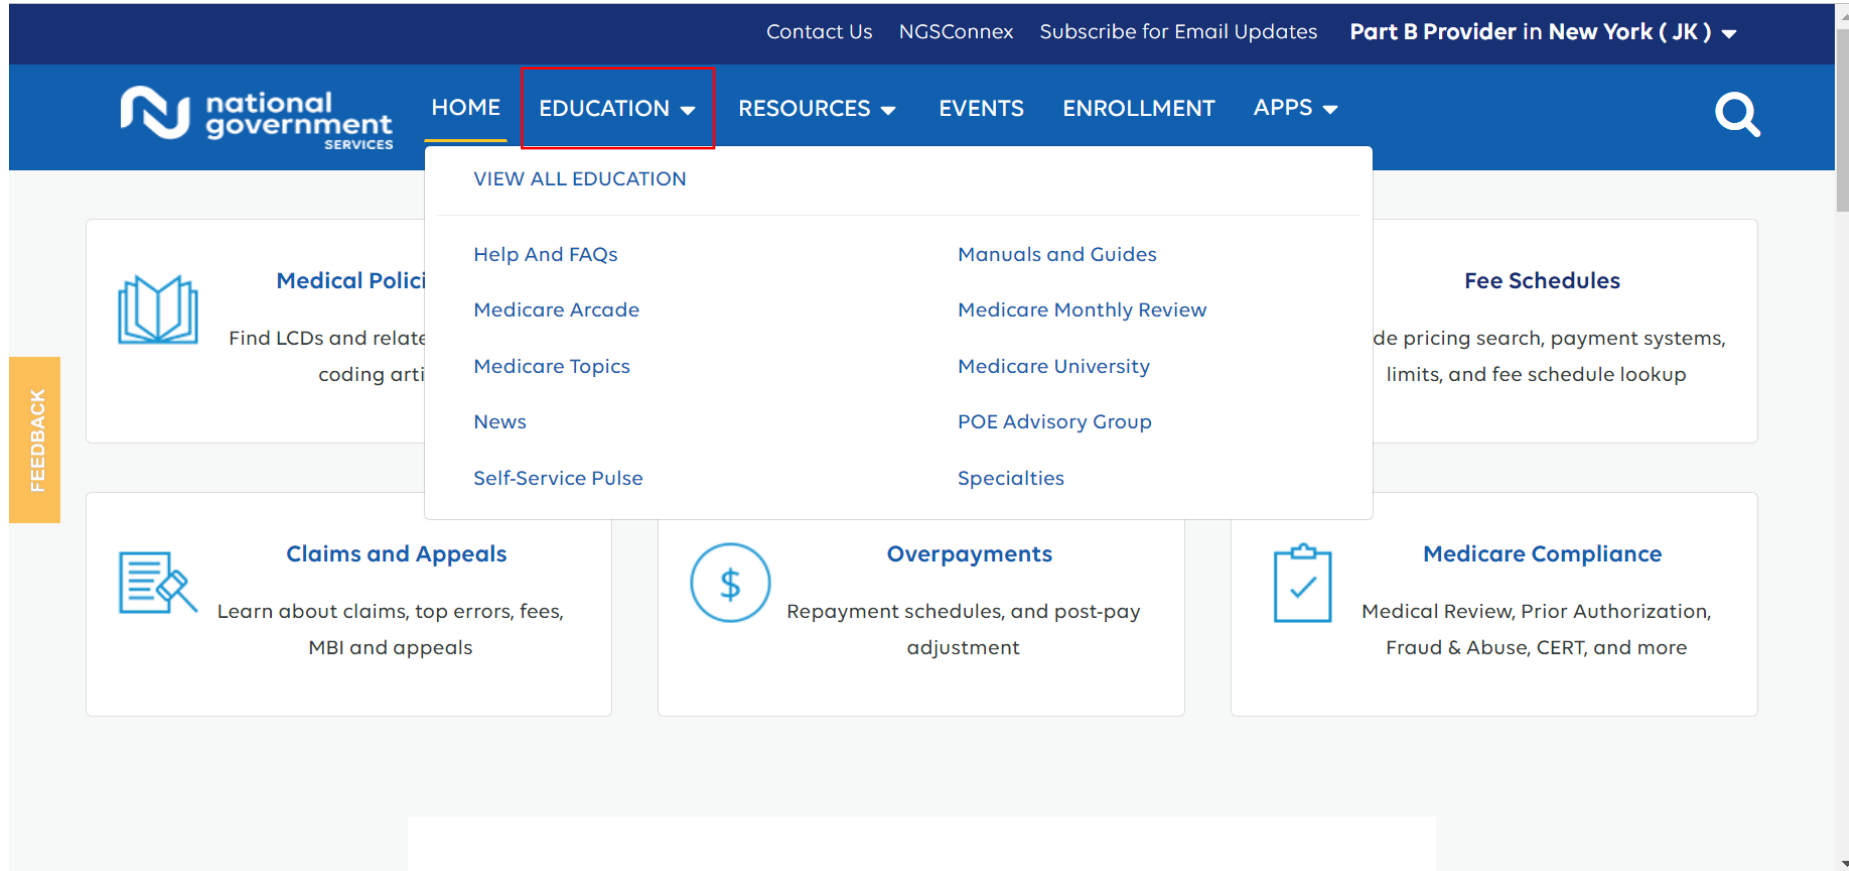 Contact Us NGSConnex Subscribe for Email Updates Part B Provider in New York ( JK )
national
government
SERVICES
HOME EDUCATION RESOURCES EVENTS ENROLLMENT APPS
VIEW ALL EDUCATION
Help And FAQs
Manuals and Guides
Medicare Arcade
Medicare Monthly Review
Medicare Topics
Medicare University
News
POE Advisory Group
Self-Service Pulse
Specialties
Medical Polici
Find LCDs and relate
coding arti
Fee Schedules
de pricing search, payment systems,
limits, and fee schedule lookup
FEEDBACK
Claims and Appeals
Learn about claims, top errors, fees,
MBI and appeals
Overpayments
Repayment schedules, and post-pay
adjustment
Medicare Compliance
Medical Review, Prior Authorization,
Fraud & Abuse, CERT, and more